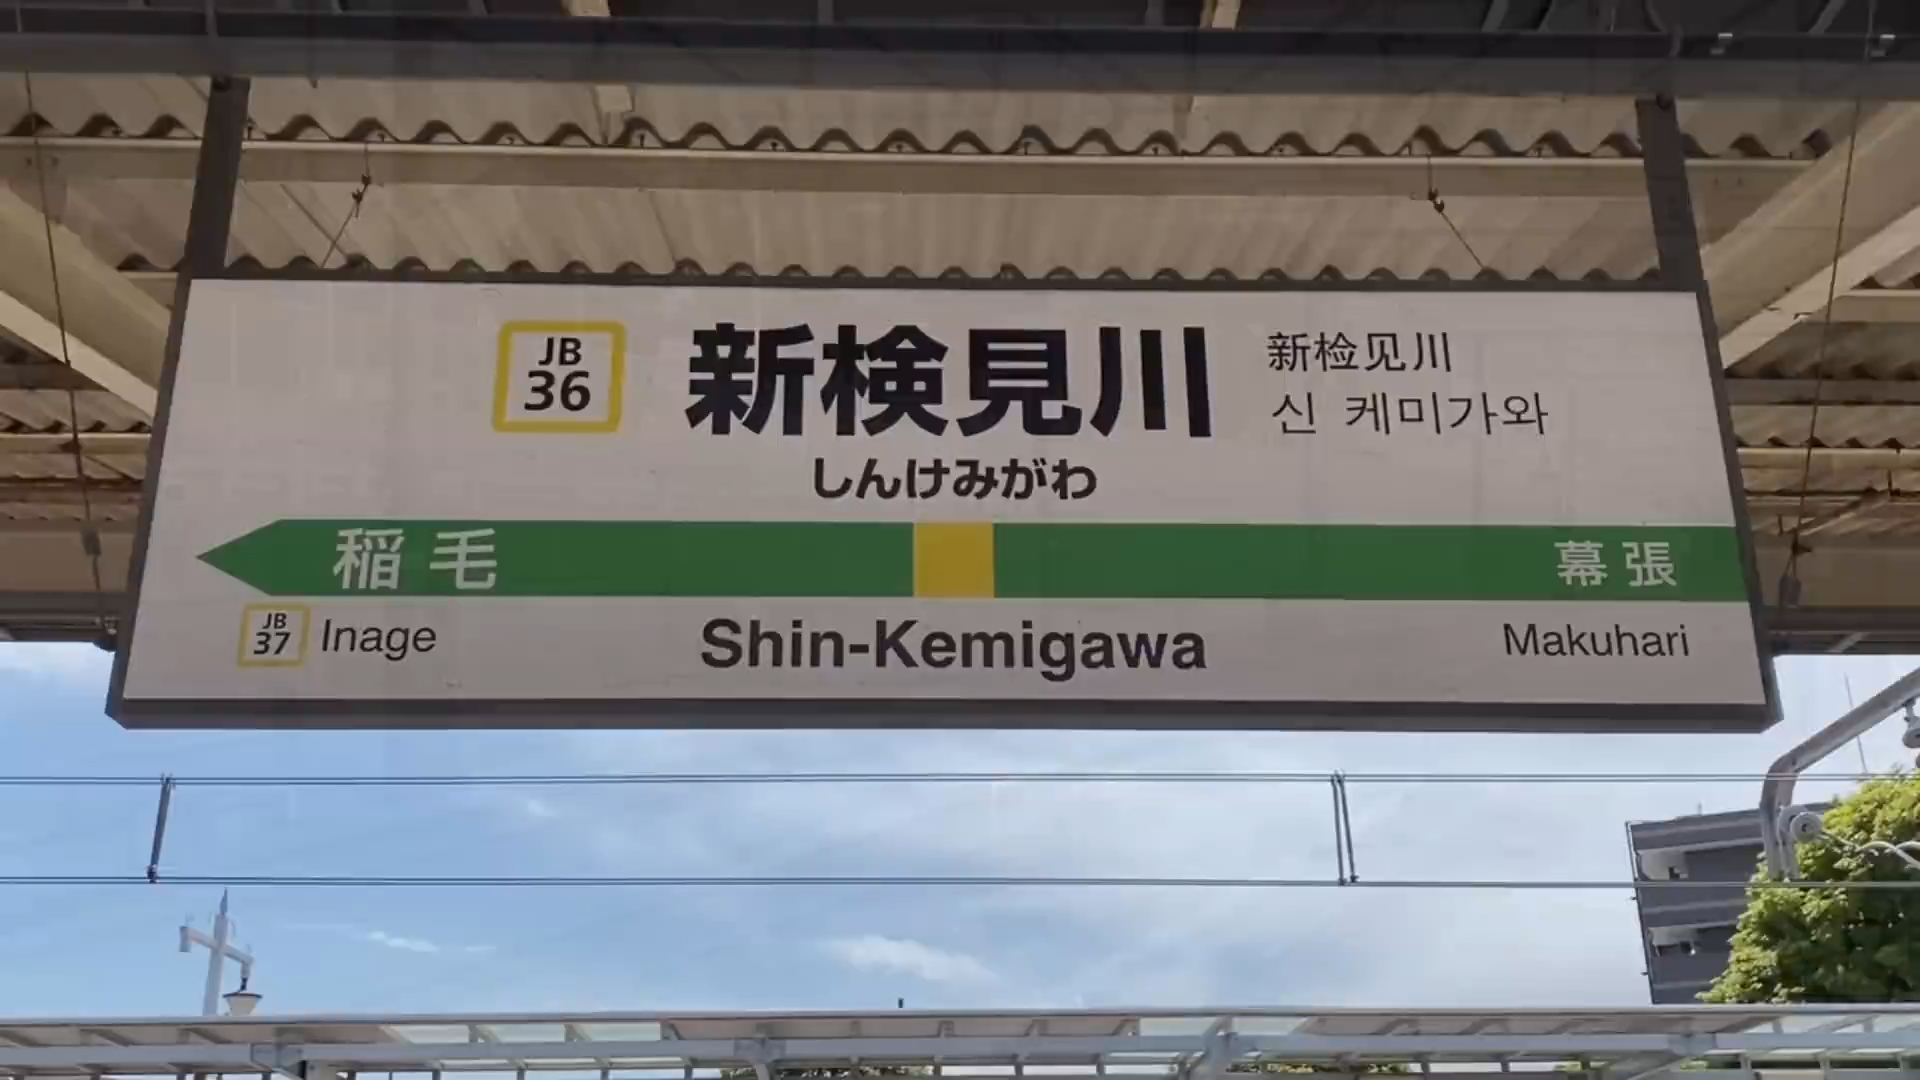 JB
36
新検見川
新检见川
신 케미가와
しんけみがわ
稲毛
幕張
JB
37
Inage
Shin-Kemigawa
Makuhari